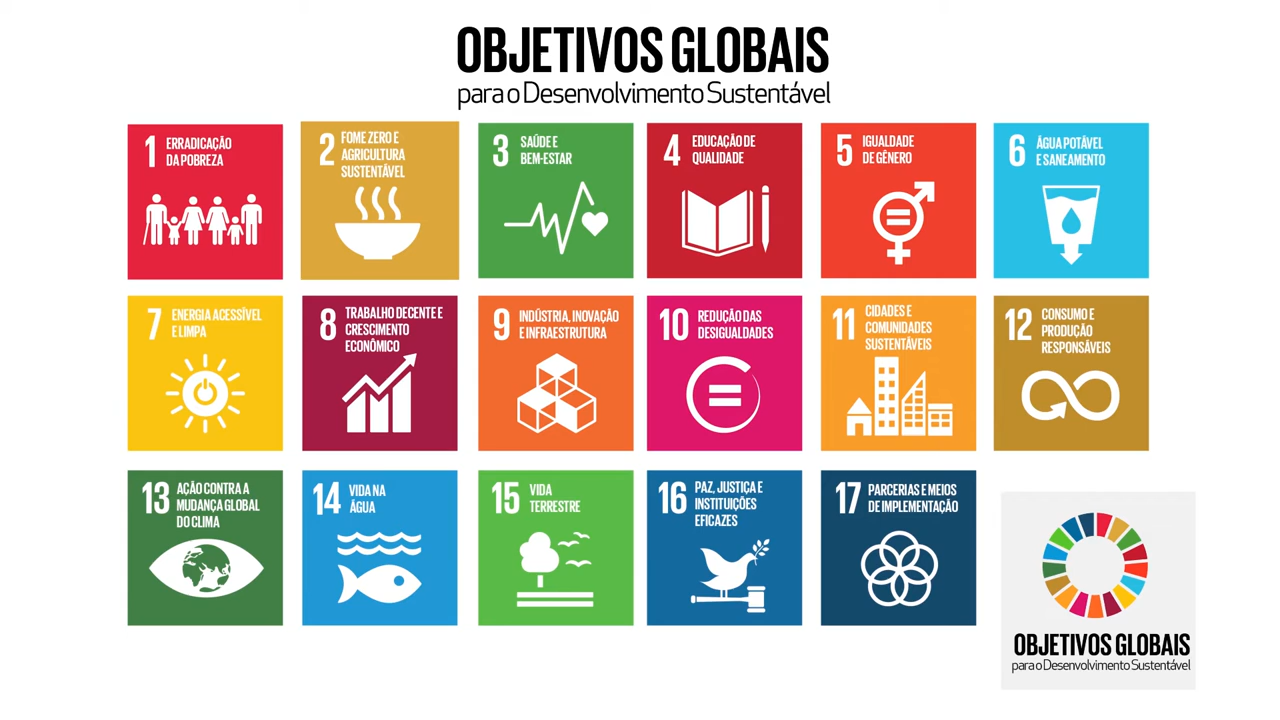 OBJETIVOS GLOBAIS
para o Desenvolvimento Sustentável
1 ERRADICAÇÃO
DA POBREZA
2 FOME ZERO E
AGRICULTURA
SUSTENTÁVEL
3 SAÚDE E
BEM-ESTAR
4 EDUCAÇÃO DE
QUALIDADE
5 IGUALDADE
DE GÊNERO
6 ÁGUA POTÁVEL
E SANEAMENTO
7 ENERGIA ACESSÍVEL
E LIMPA
8 TRABALHO DECENTE E
CRESCIMENTO
ECONÔMICO
9 INDÚSTRIA, INOVAÇÃO
E INFRAESTRUTURA
10 REDUÇÃO DAS
DESIGUALDADES
11 CIDADES E
COMUNIDADES
SUSTENTÁVEIS
12 CONSUMO E
PRODUÇÃO
RESPONSÁVEIS
13 AÇÃO CONTRA A
MUDANÇA GLOBAL
DO CLIMA
14 VIDA NA
ÁGUA
15 VIDA
TERRESTRE
16 PAZ, JUSTIÇA E
INSTITUIÇÕES
EFICAZES
17 PARCERIAS E MEIOS
DE IMPLEMENTAÇÃO
OBJETIVOS GLOBAIS
para o Desenvolvimento Sustentável